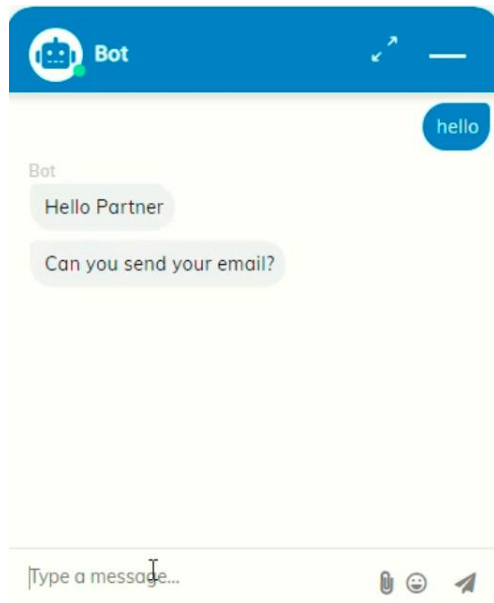 Bot
hello
Bot
Hello Partner
Can you send your email?
Type a message...